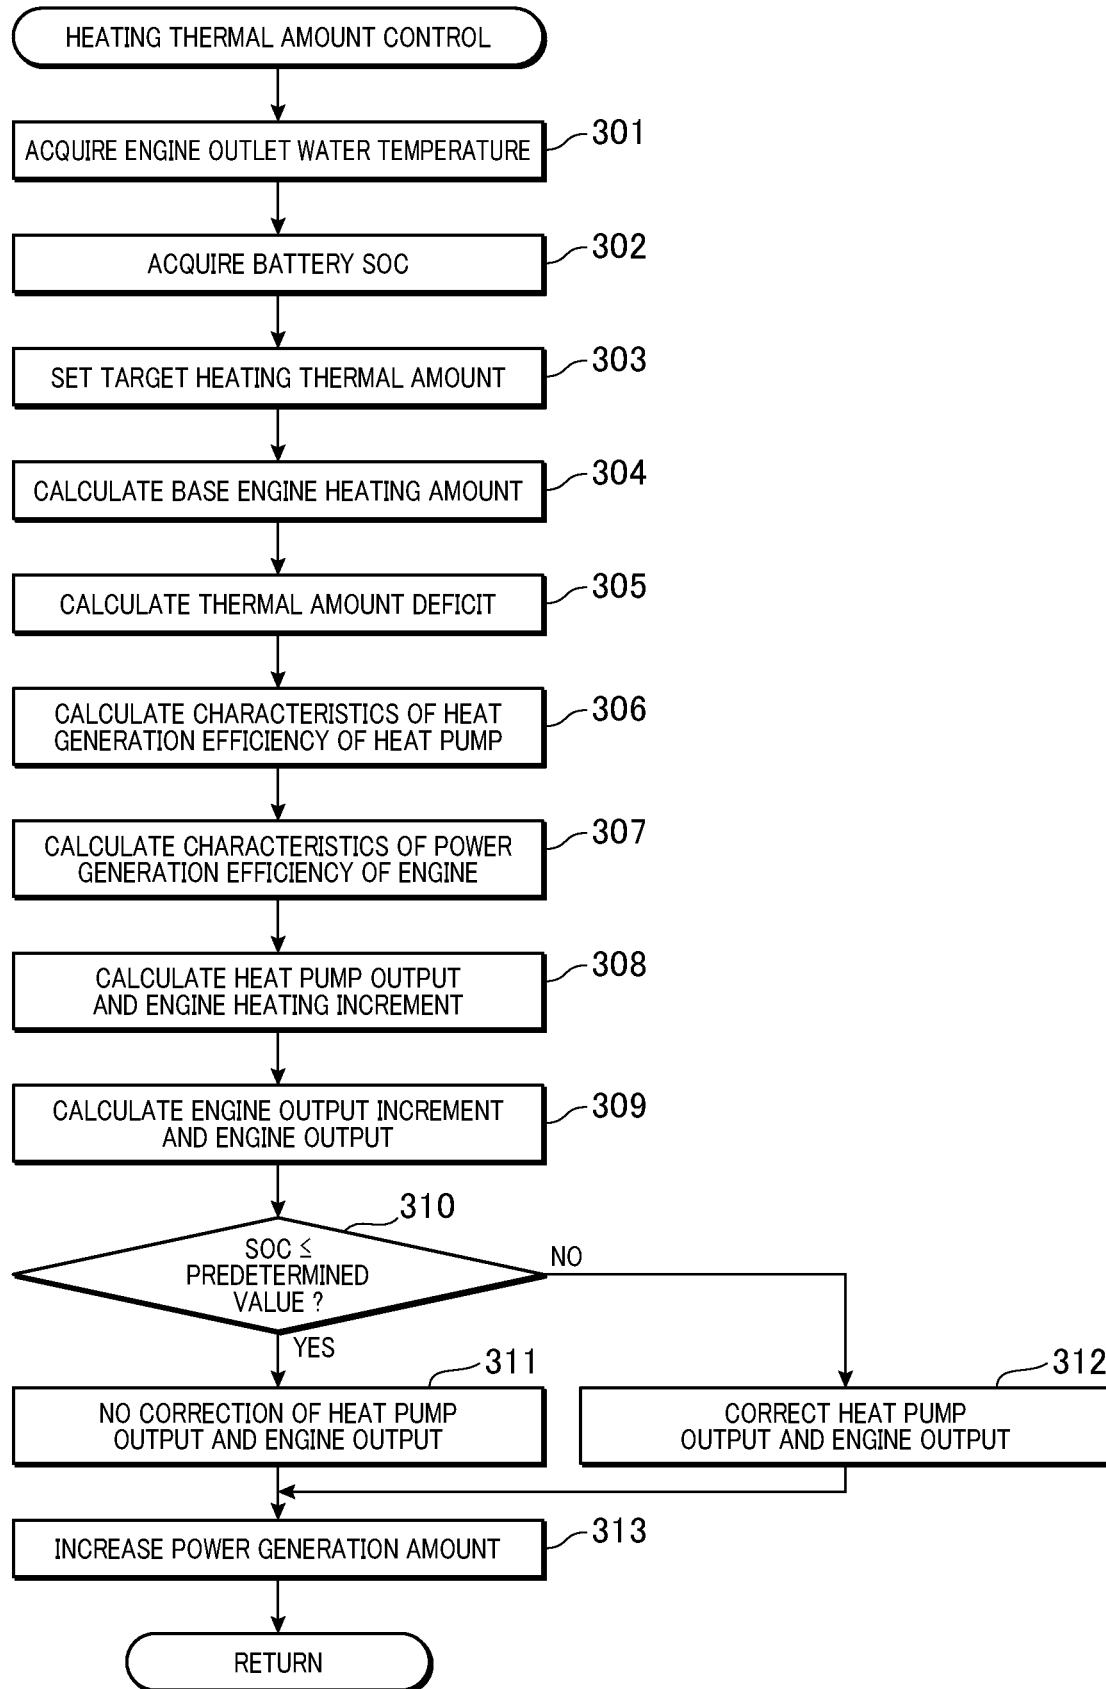 HEATING THERMAL AMOUNT CONTROL
ACQUIRE ENGINE OUTLET WATER TEMPERATURE
301
ACQUIRE BATTERY SOC
302
SET TARGET HEATING THERMAL AMOUNT
303
CALCULATE BASE ENGINE HEATING AMOUNT
304
CALCULATE THERMAL AMOUNT DEFICIT
305
CALCULATE CHARACTERISTICS OF HEAT
GENERATION EFFICIENCY OF HEAT PUMP
306
CALCULATE CHARACTERISTICS OF POWER
GENERATION EFFICIENCY OF ENGINE
307
CALCULATE HEAT PUMP OUTPUT
AND ENGINE HEATING INCREMENT
308
CALCULATE ENGINE OUTPUT INCREMENT
AND ENGINE OUTPUT
309
310
SOC ≤
PREDETERMINED
VALUE ?
NO
YES
311
NO CORRECTION OF HEAT PUMP
OUTPUT AND ENGINE OUTPUT
312
CORRECT HEAT PUMP
OUTPUT AND ENGINE OUTPUT
INCREASE POWER GENERATION AMOUNT
313
RETURN